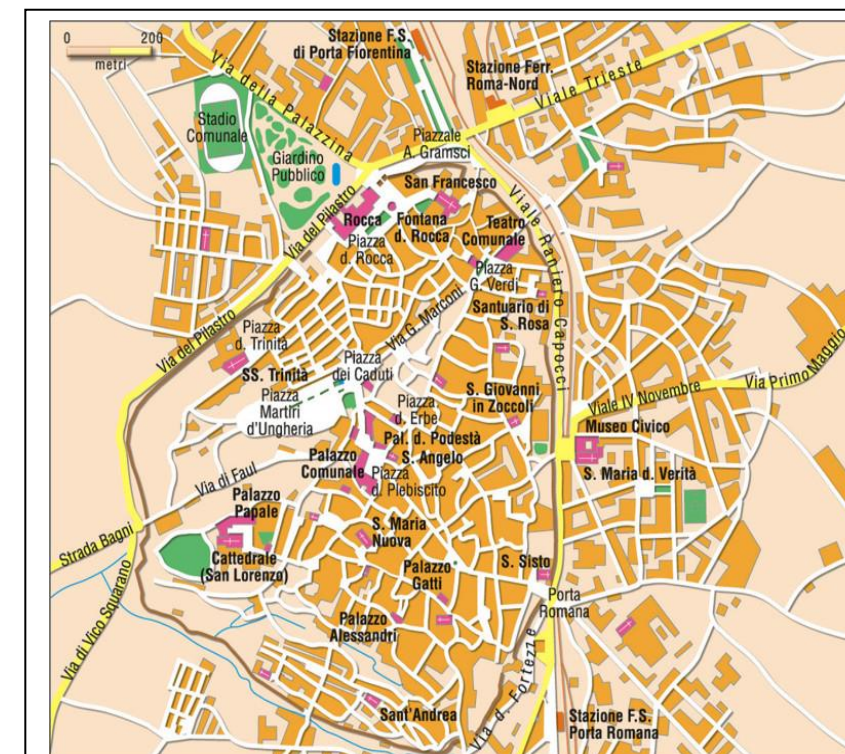 0 200
metri
Stazione F.S.
di Porta Fiorentina
Via della Palazzina
Stazione Ferr.
Roma-Nord
Viale Trieste
Stadio
Comunale
Giardino
Pubblico
Piazzale
A. Gramsci
San Francesco
Via del Pilastro
Rocca
Fontana
d. Rocca
Teatro
Comunale
Viale Raniero Capocci
Piazza
d. Rocca
Piazza
G. Verdi
Santuario di
S. Rosa
Via G. Marconi
Via del Pilastro
Piazza
d. Trinità
SS. Trinità
Piazza
dei Caduti
Piazza
Martiri
d'Ungheria
Piazza
d. Erbe
S. Giovanni
in Zoccoli
Viale IV Novembre
Via Primo Maggio
Museo Civico
S. Maria d. Verità
Pal. d. Podestà
S. Angelo
Palazzo
Comunale
Piazza
d. Plebiscito
Via di Faul
Palazzo
Papale
Strada Bagni
Cattedrale
(San Lorenzo)
S. Maria
Nuova
Palazzo
Gatti
S. Sisto
Porta
Romana
Via di Vico Squarano
Palazzo
Alessandri
Sant'Andrea
Via d. Fortezze
Stazione F.S.
Porta Romana